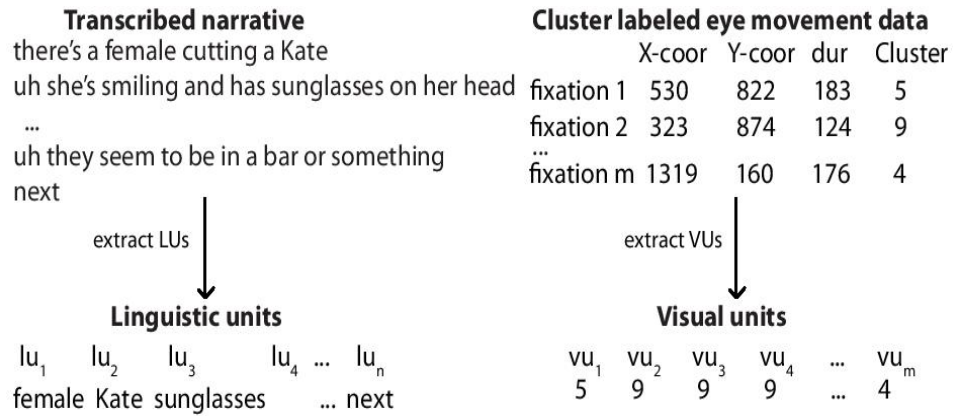 Transcribed narrative
there's a female cutting a Kate
uh she's smiling and has sunglasses on her head
...
uh they seem to be in a bar or something
next
extract LUs
Linguistic units
lu1 lu2 lu3 lu4 ... lun
female Kate sunglasses ... next
Cluster labeled eye movement data
X-coor Y-coor dur Cluster
fixation 1 530 822 183 5
fixation 2 323 874 124 9
...
fixation m 1319 160 176 4
extract VUs
Visual units
vu1 vu2 vu3 vu4 ... vum
5 9 9 9 ... 4